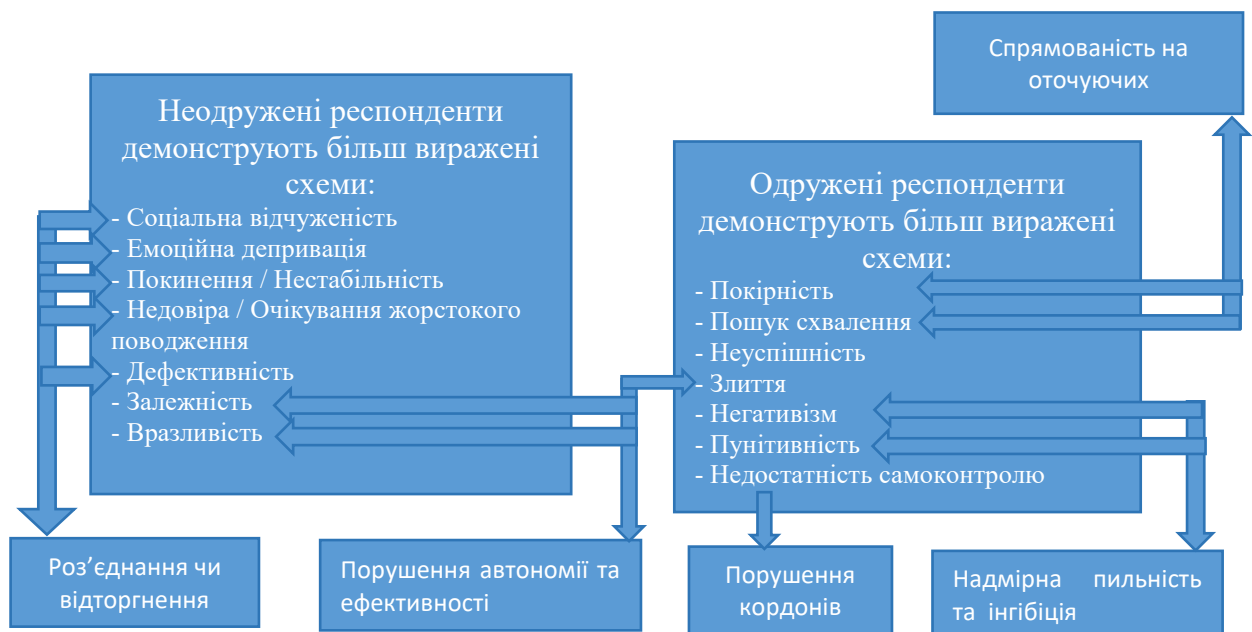 Спрямованість на
оточуючих
Неодружені респонденти
демонструють більш виражені
схеми:
- Соціальна відчуженість
- Емоційна депривація
- Покинення / Нестабільність
- Недовіра / Очікування жорстокого
поводження
- Дефективність
- Залежність
- Вразливість
Одружені респонденти
демонструють більш виражені
схеми:
- Покірність
- Пошук схвалення
- Неуспішність
- Злиття
- Негативізм
- Пунітивність
- Недостатність самоконтролю
Роз’єднання чи
відторгнення
Порушення автономії та
ефективності
Порушення
кордонів
Надмірна пильність
та інгібіція